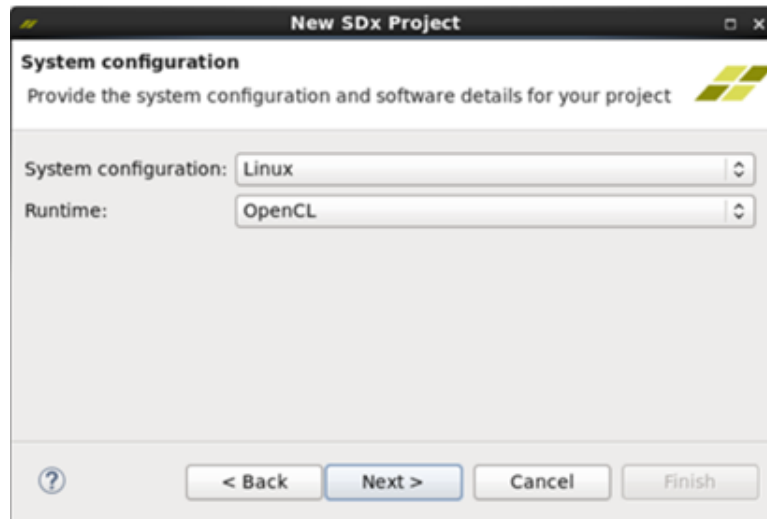 New SDx Project
System configuration
Provide the system configuration and software details for your project
System configuration: Linux
Runtime: OpenCL
? < Back Next > Cancel Finish